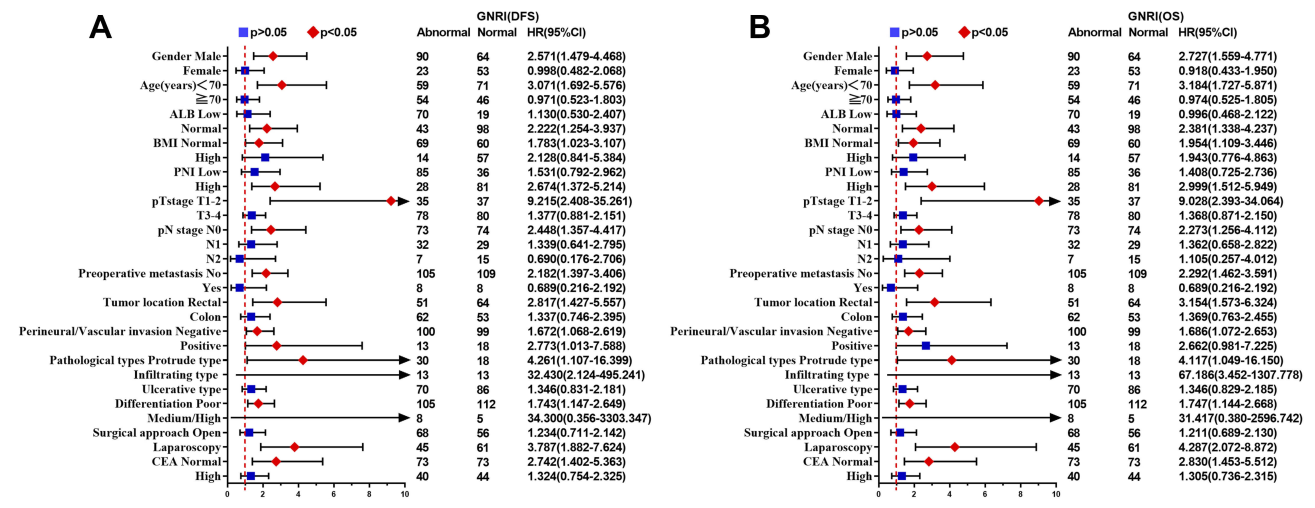 A
GNRI(DFS)
p>0.05 p<0.05 Abnormal Normal HR(95%CI)
Gender Male 90 64 2.571(1.479-4.468)
Female 23 53 0.998(0.482-2.068)
Age(years)<70 59 71 3.071(1.692-5.576)
≧70 54 46 0.971(0.523-1.803)
ALB Low 70 19 1.130(0.530-2.407)
Normal 43 98 2.222(1.254-3.937)
BMI Normal 69 60 1.783(1.023-3.107)
High 14 57 2.128(0.841-5.384)
PNI Low 85 36 1.531(0.792-2.962)
High 28 81 2.674(1.372-5.214)
pTstage T1-2 35 37 9.215(2.408-35.261)
T3-4 78 80 1.377(0.881-2.151)
pN stage N0 73 74 2.448(1.357-4.417)
N1 32 29 1.339(0.641-2.795)
N2 7 15 0.690(0.176-2.706)
Preoperative metastasis No 105 109 2.182(1.397-3.406)
Yes 8 8 0.689(0.216-2.192)
Tumor location Rectal 51 64 2.817(1.427-5.557)
Colon 62 53 1.337(0.746-2.395)
Perineural/Vascular invasion Negative 100 99 1.672(1.068-2.619)
Positive 13 18 2.773(1.013-7.588)
Pathological types Protrude type 30 18 4.261(1.107-16.399)
Infiltrating type 13 13 32.430(2.124-495.241)
Ulcerative type 70 86 1.346(0.831-2.181)
Differentiation Poor 105 112 1.743(1.147-2.649)
Medium/High 8 5 34.300(0.356-3303.347)
Surgical approach Open 68 56 1.234(0.711-2.142)
Laparoscopy 45 61 3.787(1.882-7.624)
CEA Normal 73 73 2.742(1.402-5.363)
High 40 44 1.324(0.754-2.325)
0 2 4 6 8 10
B
GNRI(OS)
p>0.05 p<0.05 Abnormal Normal HR(95%CI)
Gender Male 90 64 2.727(1.559-4.771)
Female 23 53 0.918(0.433-1.950)
Age(years)<70 59 71 3.184(1.727-5.871)
≧70 54 46 0.974(0.525-1.805)
ALB Low 70 19 0.996(0.468-2.122)
Normal 43 98 2.381(1.338-4.237)
BMI Normal 69 60 1.954(1.109-3.446)
High 14 57 1.943(0.776-4.863)
PNI Low 85 36 1.408(0.725-2.736)
High 28 81 2.999(1.512-5.949)
pTstage T1-2 35 37 9.028(2.393-34.064)
T3-4 78 80 1.368(0.871-2.150)
pN stage N0 73 74 2.273(1.256-4.112)
N1 32 29 1.362(0.658-2.822)
N2 7 15 1.105(0.257-4.012)
Preoperative metastasis No 105 109 2.292(1.462-3.591)
Yes 8 8 0.689(0.216-2.192)
Tumor location Rectal 51 64 3.154(1.573-6.324)
Colon 62 53 1.369(0.763-2.455)
Perineural/Vascular invasion Negative 100 99 1.686(1.072-2.653)
Positive 13 18 2.662(0.981-7.225)
Pathological types Protrude type 30 18 4.117(1.049-16.150)
Infiltrating type 13 13 67.186(3.452-1307.778)
Ulcerative type 70 86 1.346(0.829-2.185)
Differentiation Poor 105 112 1.747(1.144-2.668)
Medium/High 8 5 31.417(0.380-2596.742)
Surgical approach Open 68 56 1.211(0.689-2.130)
Laparoscopy 45 61 4.287(2.072-8.872)
CEA Normal 73 73 2.830(1.453-5.512)
High 40 44 1.305(0.736-2.315)
0 2 4 6 8 10